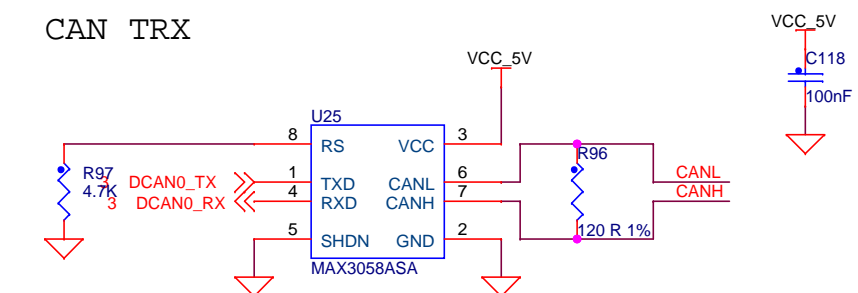 CAN TRX
VCC_5V
VCC_5V
C118
100nF
U25
8
RS
VCC
3
R97
4.7K
3
DCAN0_TX
1
TXD
CANL
6
R96
CANL
3
DCAN0_RX
4
RXD
CANH
7
CANH
5
SHDN
GND
2
120 R 1%
MAX3058ASA